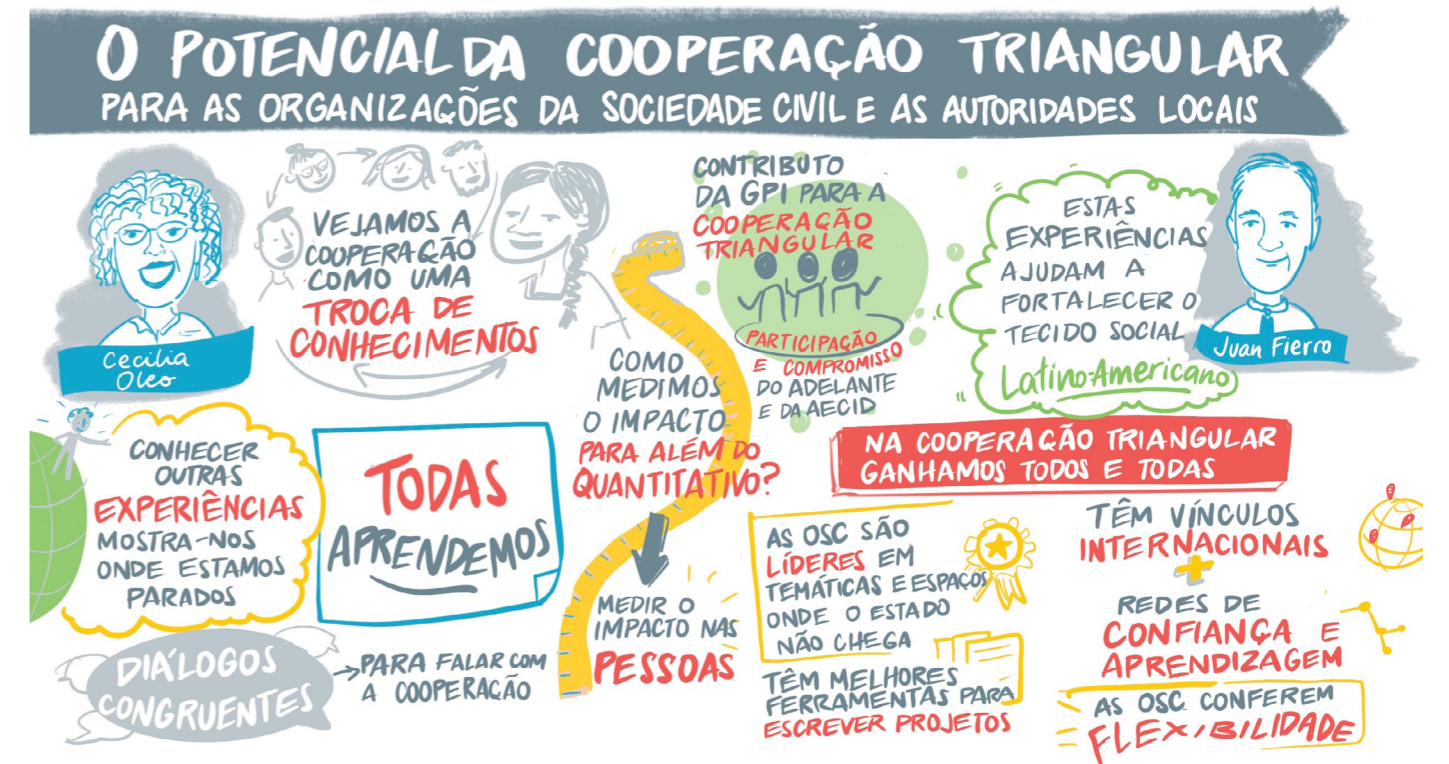 O POTENCIAL DA COOPERAÇÃO TRIANGULAR
PARA AS ORGANIZAÇÕES DA SOCIEDADE CIVIL E AS AUTORIDADES LOCAIS
Cecilia
Oleo
VEJAMOS A
COOPERAÇÃO
COMO UMA
TROCA DE
CONHECIMENTOS
CONTRIBUTO
DA GPI PARA A
COOPERAÇÃO
TRIANGULAR
PARTICIPAÇÃO
E COMPROMISSO
DO ADELANTE
E DA AECID
ESTAS
EXPERIÊNCIAS
AJUDAM A
FORTALECER O
TECIDO SOCIAL
Latino-Americano
Juan Fierro
CONHECER
OUTRAS
EXPERIÊNCIAS
MOSTRA-NOS
ONDE ESTAMOS
PARADOS
TODAS
APRENDEMOS
DIÁLOGOS
CONGRUENTES
PARA FALAR COM
A COOPERAÇÃO
COMO
MEDIMOS
O IMPACTO
PARA ALÉM DO
QUANTITATIVO?
MEDIR O
IMPACTO NAS
PESSOAS
NA COOPERAÇÃO TRIANGULAR
GANHAMOS TODOS E TODAS
AS OSC SÃO
LÍDERES EM
TEMÁTICAS E ESPAÇOS
ONDE O ESTADO
NÃO CHEGA
TÊM MELHORES
FERRAMENTAS PARA
ESCREVER PROJETOS
TÊM VÍNCULOS
INTERNACIONAIS
+
REDES DE
CONFIANÇA E
APRENDIZAGEM
AS OSC CONFEREM
FLEXIBILIDADE